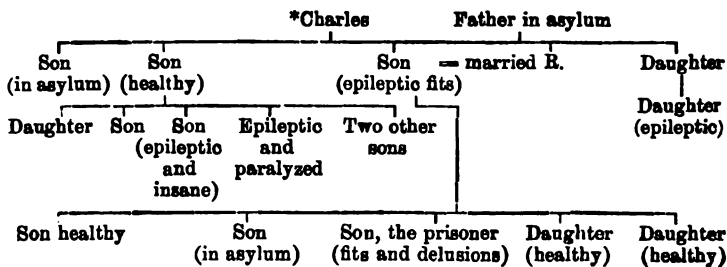 *Charles Father in asylum
Son Son Son = married R. Daughter
(in asylum) (healthy) (epileptic fits)
Daughter Son Son Epileptic Two other Daughter
(epileptic and sons (epileptic)
and paralyzed
insane)
Son healthy Son Son, the prisoner Daughter Daughter
(in asylum) (fits and delusions) (healthy) (healthy)